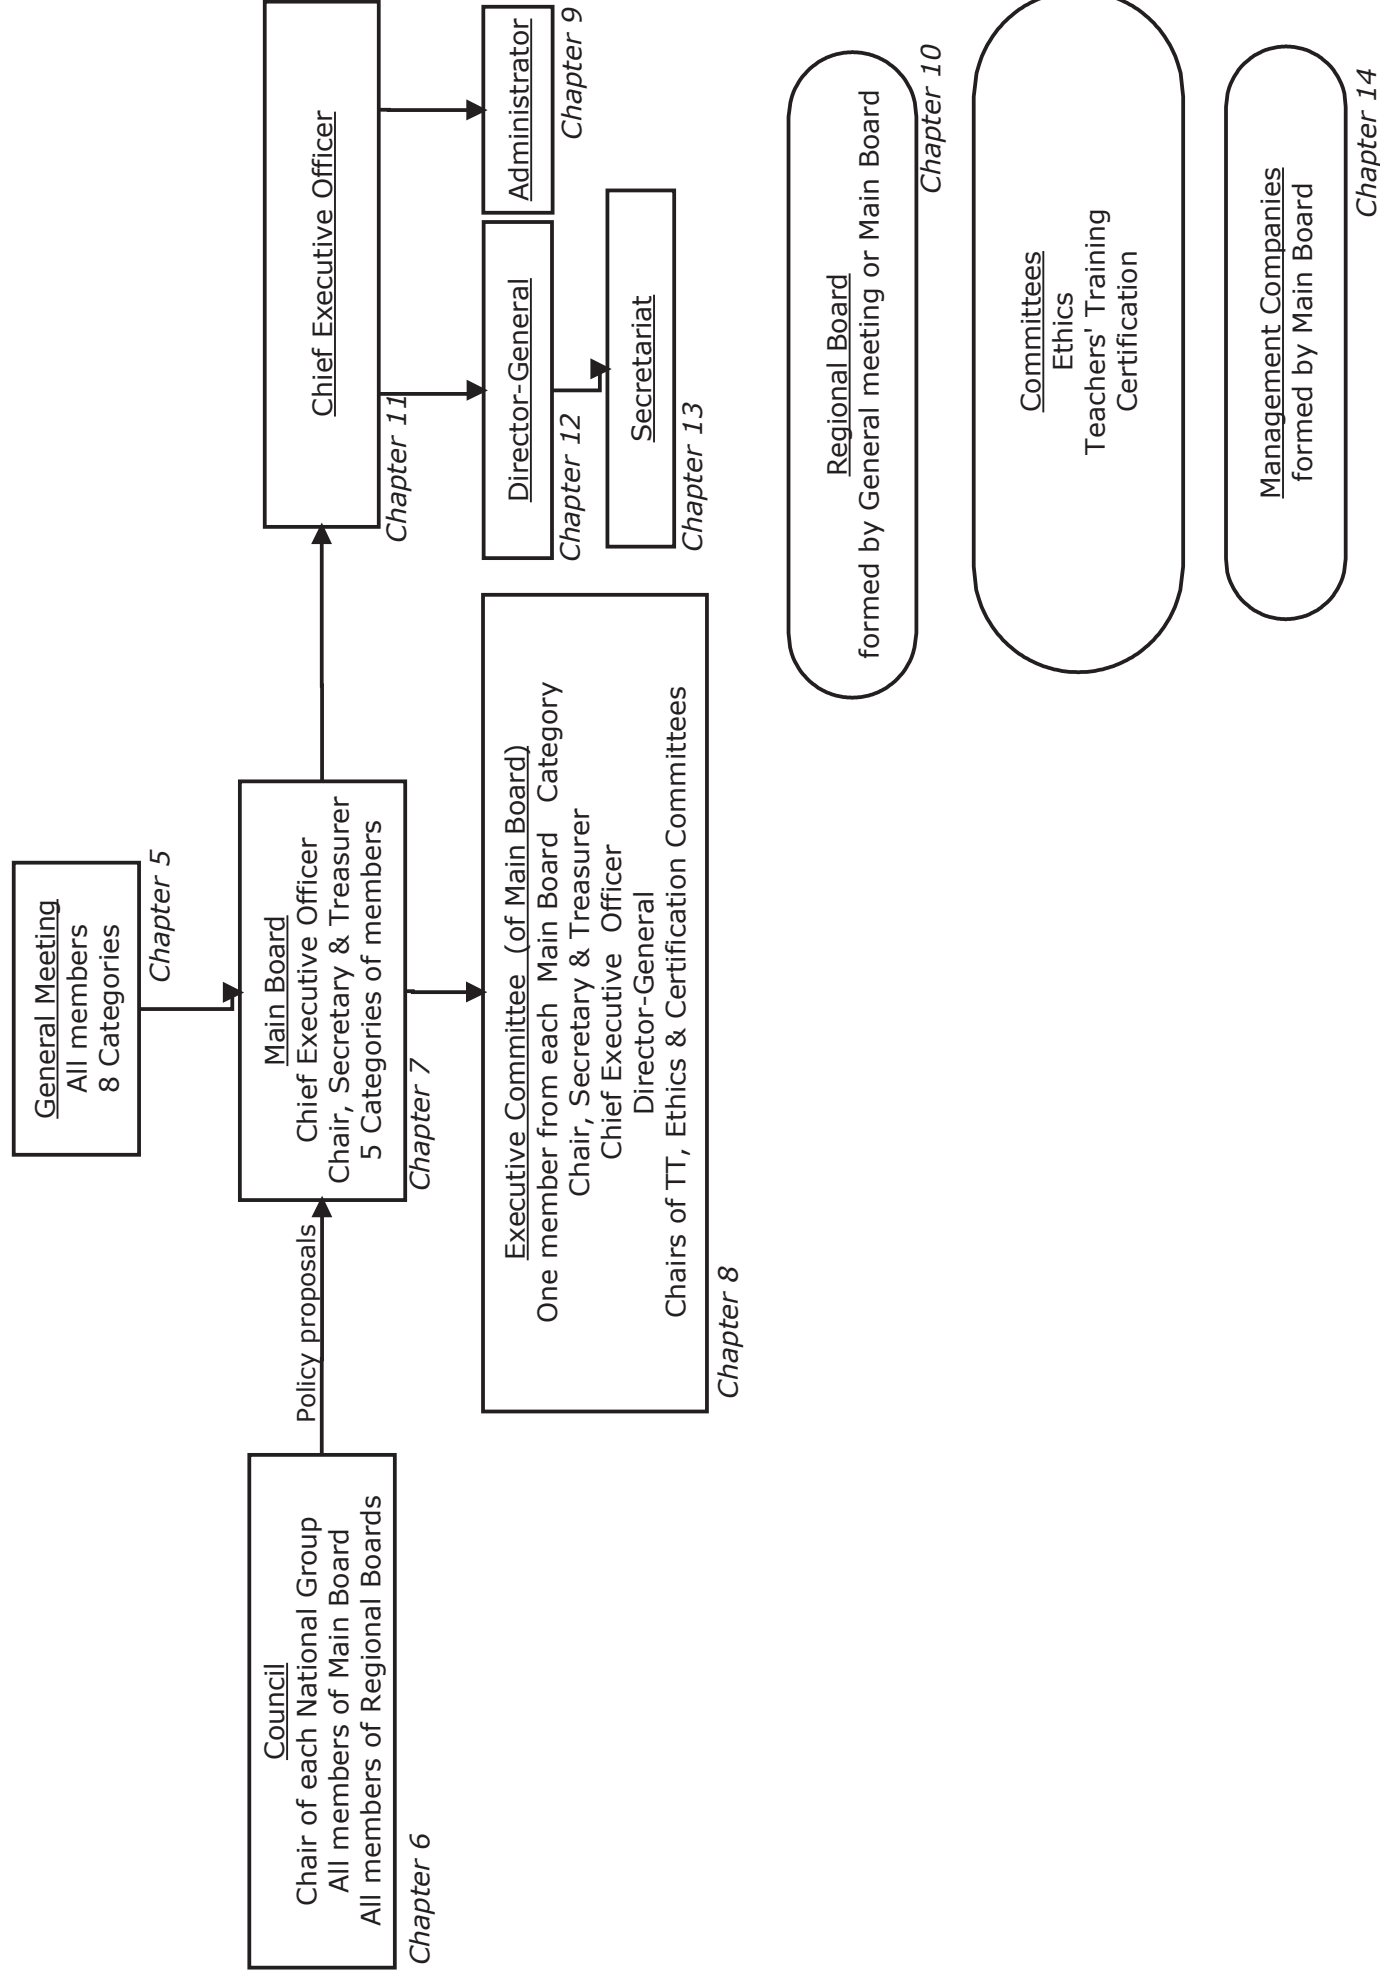 General Meeting
All members
8 Categories
Chapter 5
Council
Chair of each National Group
All members of Main Board
All members of Regional Boards
Chapter 6
Policy proposals
Main Board
Chief Executive Officer
Chair, Secretary & Treasurer
5 Categories of members
Chapter 7
Chief Executive Officer
Chapter 11
Executive Committee (of Main Board)
One member from each Main Board Category
Chair, Secretary & Treasurer
Chief Executive Officer
Director-General
Chairs of TT, Ethics & Certification Committees
Chapter 8
Director-General
Chapter 12
Administrator
Chapter 9
Secretariat
Chapter 13
Regional Board
formed by General meeting or Main Board
Chapter 10
Committees
Ethics
Teachers' Training
Certification
Management Companies
formed by Main Board
Chapter 14